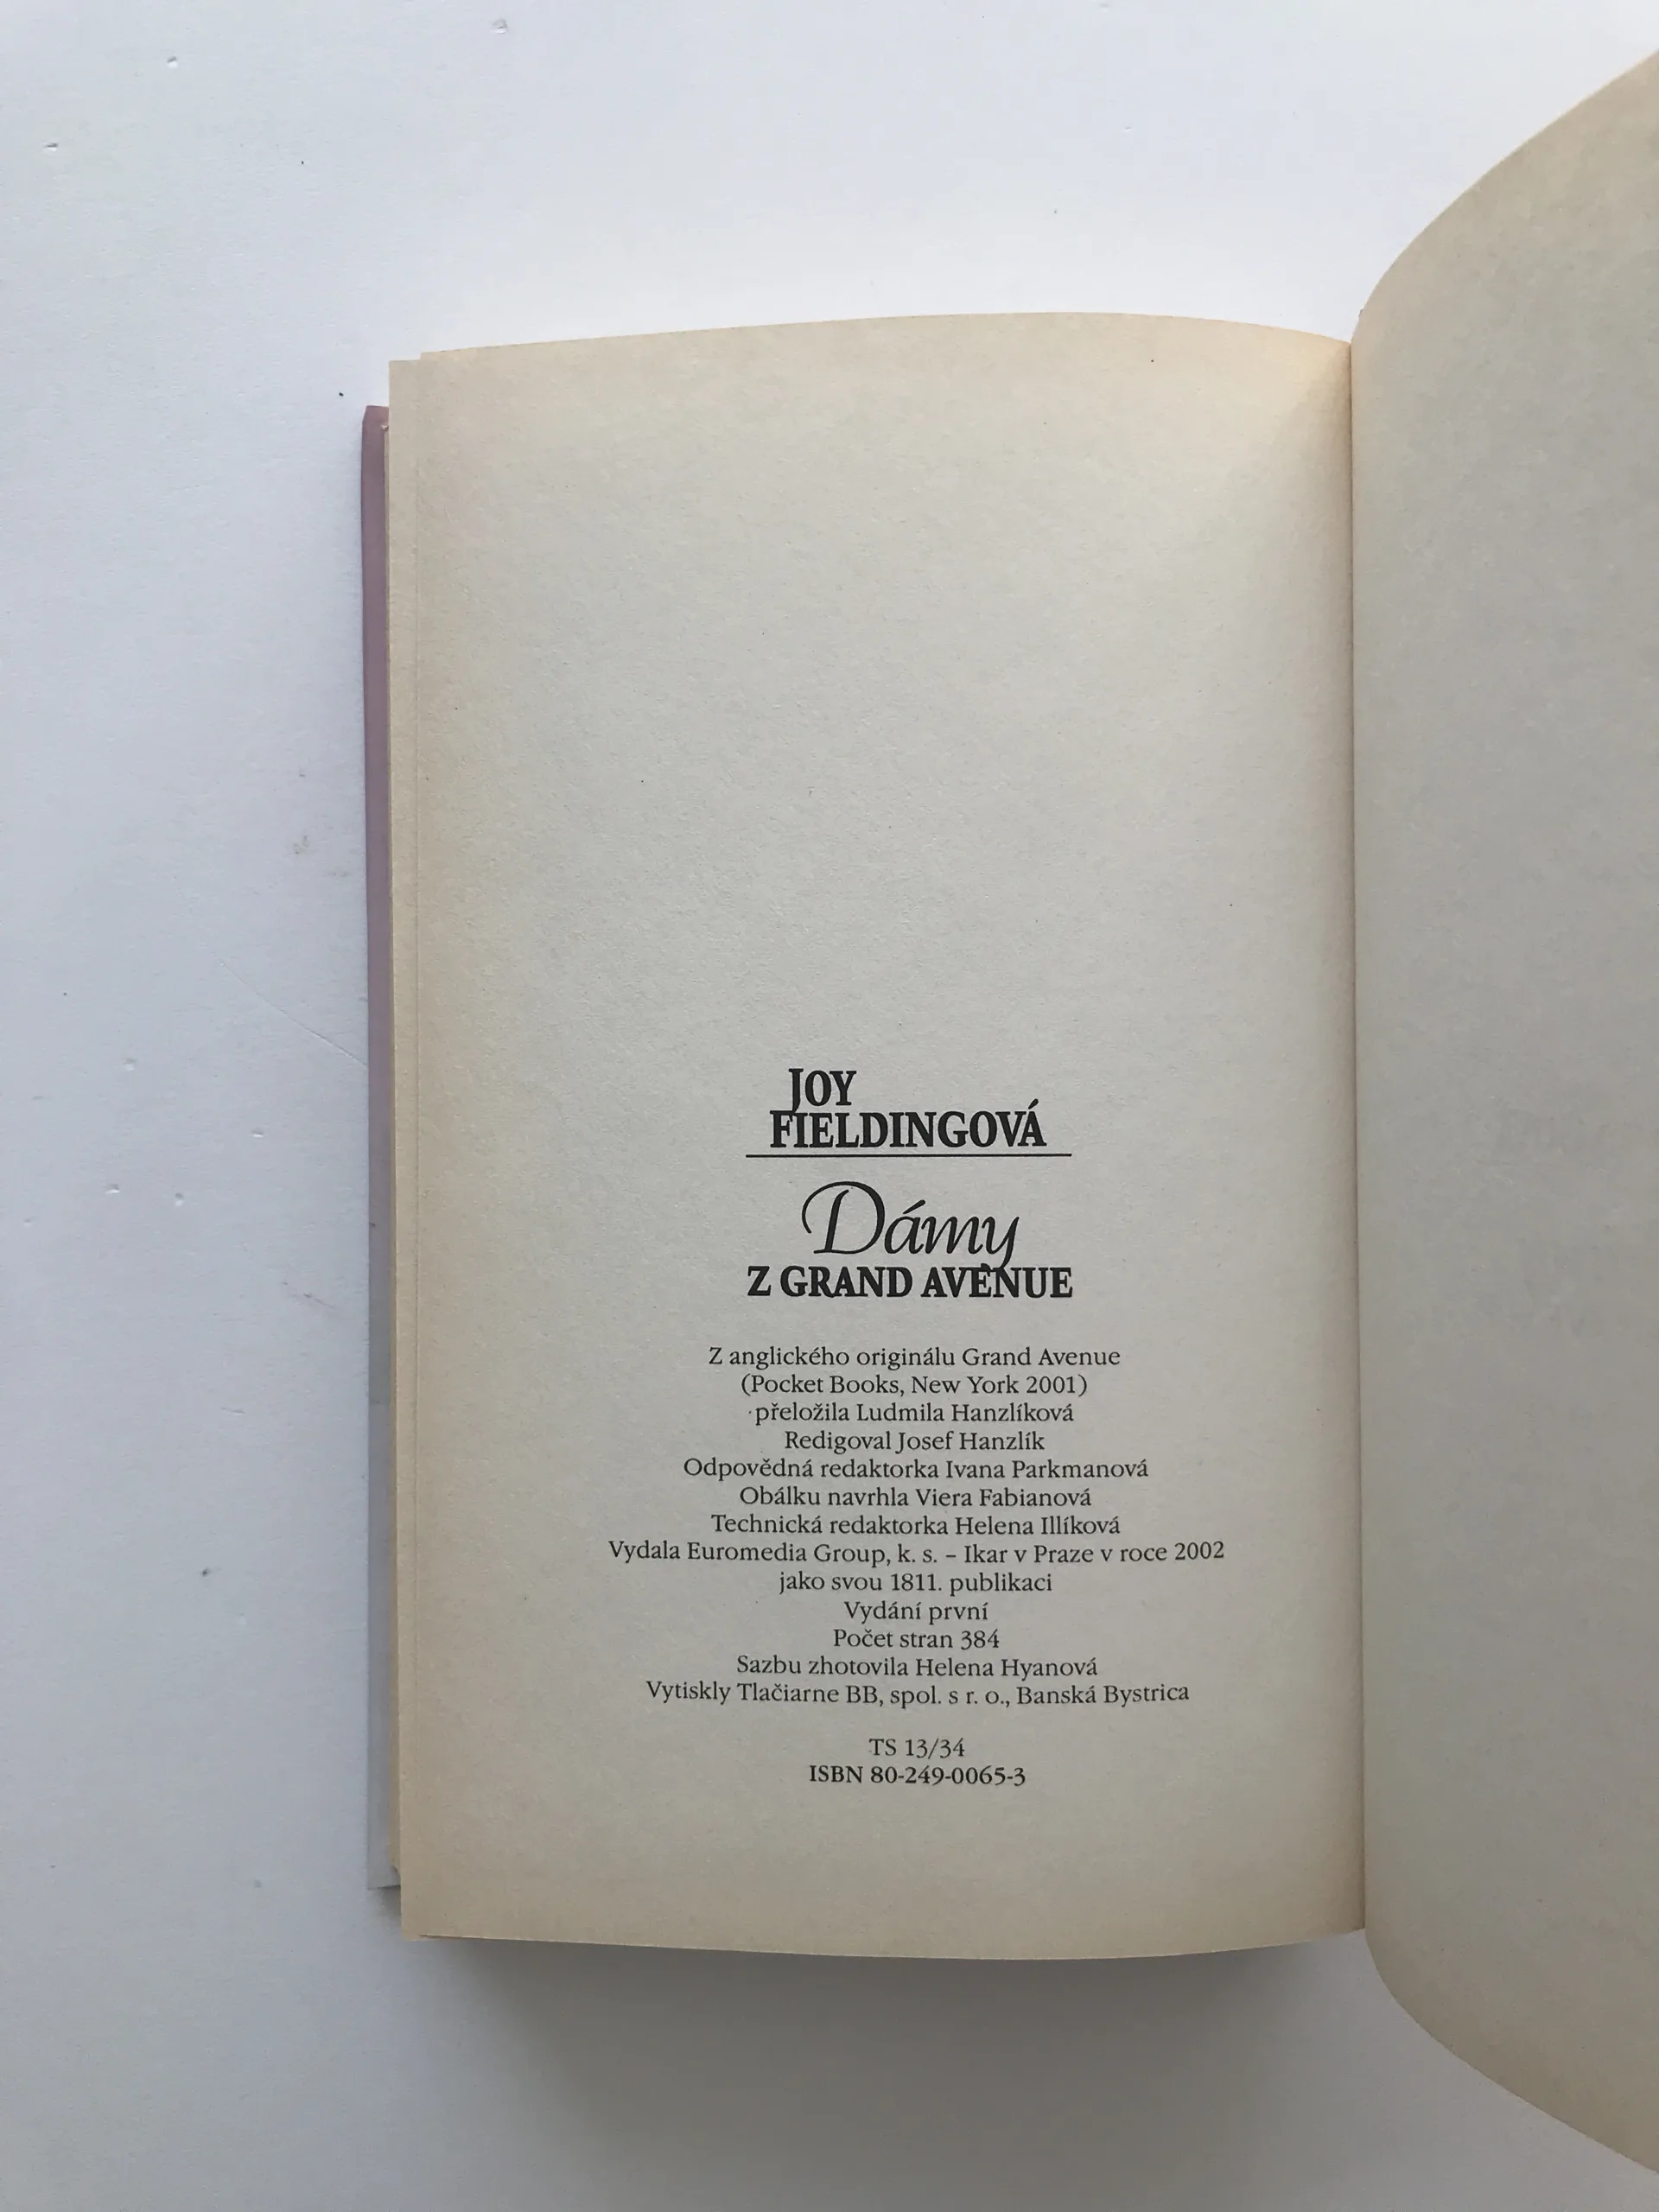 JOY
FIELDINGOVÁ
Dámy
Z GRAND AVENUE
Z anglického originálu Grand Avenue
(Pocket Books, New York 2001)
přeložila Ludmila Hanzlíková
Redigoval Josef Hanzlík
Odpovědná redaktorka Ivana Parkmanová
Obálku navrhla Viera Fabianová
Technická redaktorka Helena Illíková
Vydala Euromedia Group, k. s. – Ikar v Praze v roce 2002
jako svou 1811. publikaci
Vydání první
Počet stran 384
Sazbu zhotovila Helena Hyanová
Vytiskly Tlačiarne BB, spol. s r. o., Banská Bystrica
TS 13/34
ISBN 80-249-0065-3